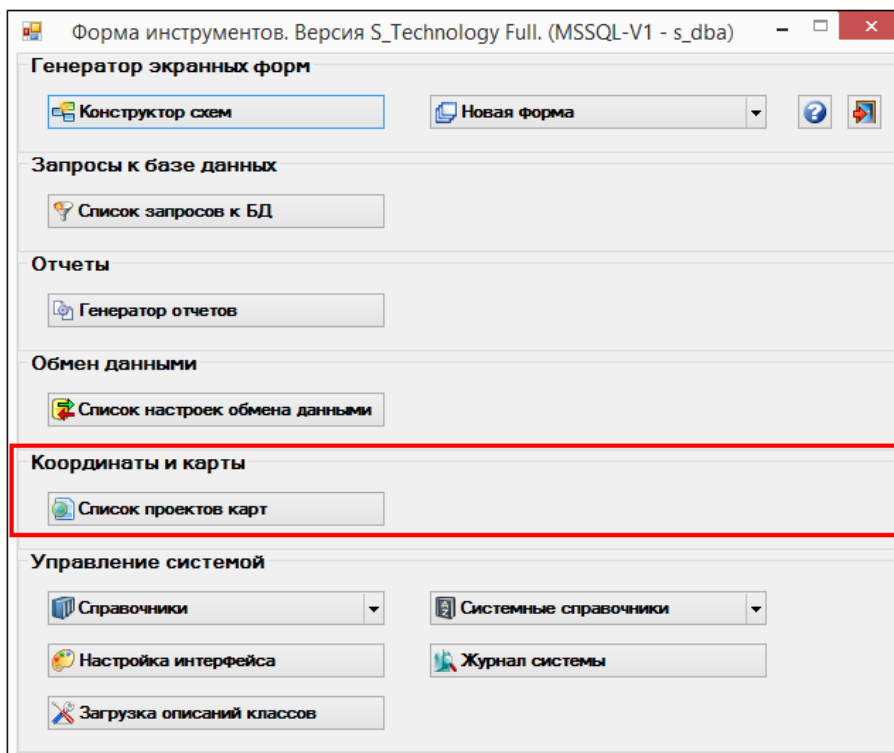 Форма инструментов. Версия S_Technology Full. (MSSQL-V1 - s_dba)
Генератор экранных форм
Конструктор схем
Новая форма
Запросы к базе данных
Список запросов к БД
Отчеты
Генератор отчетов
Обмен данными
Список настроек обмена данными
Координаты и карты
Список проектов карт
Управление системой
Справочники
Системные справочники
Настройка интерфейса
Журнал системы
Загрузка описаний классов